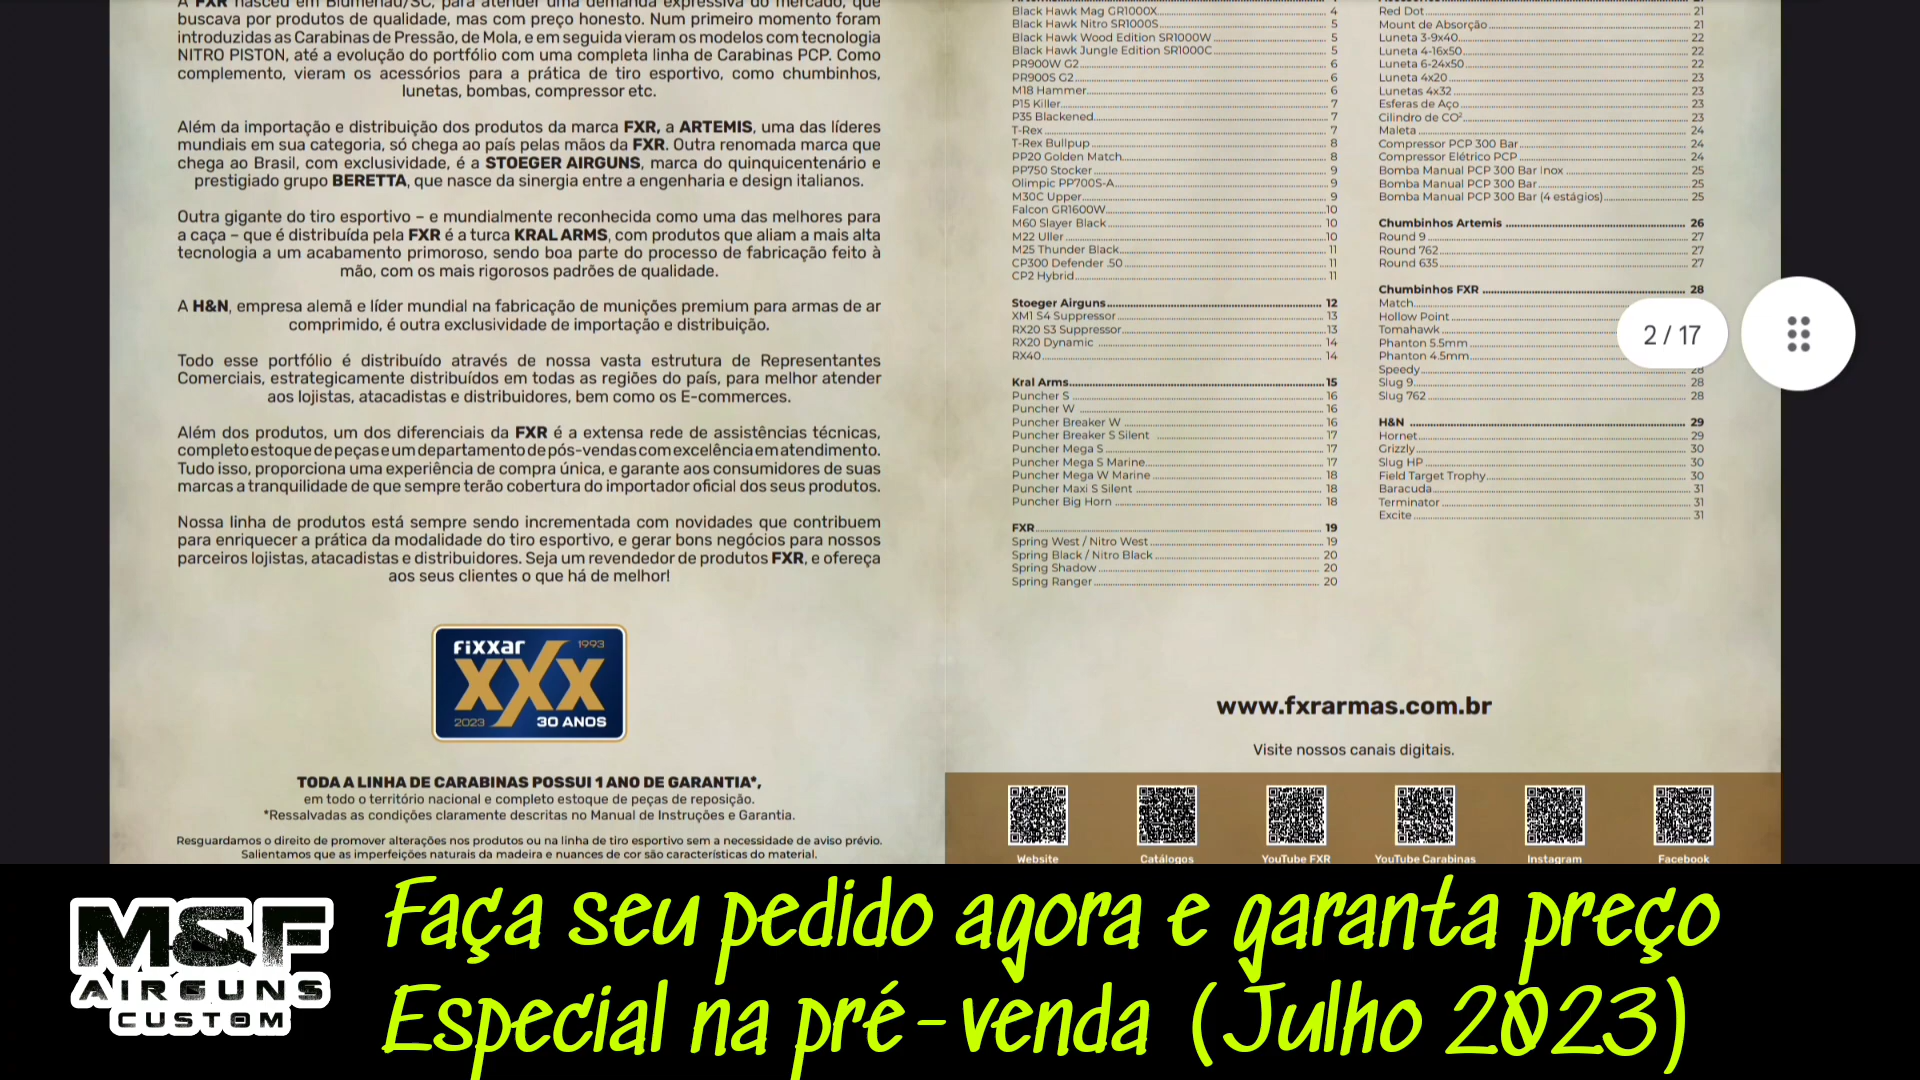 A FXR nasceu em Blumenau/SC, para atender uma demanda expressiva do mercado, que
buscava por produtos de qualidade, mas com preço honesto. Num primeiro momento foram
introduzidas as Carabinas de Pressão, de Mola, e em seguida vieram os modelos com tecnologia
NITRO PISTON, até a evolução do portfólio com uma completa linha de Carabinas PCP. Como
complemento, vieram os acessórios para a prática de tiro esportivo, como chumbinhos,
lunetas, bombas, compressor etc.
Além da importação e distribuição dos produtos da marca FXR, a ARTEMIS, uma das líderes
mundiais em sua categoria, só chega ao país pelas mãos da FXR. Outra renomada marca que
chega ao Brasil, com exclusividade, é a STOEGER AIRGUNS, marca do quinquicentenário e
prestigiado grupo BERETTA, que nasce da sinergia entre a engenharia e design italianos.
Outra gigante do tiro esportivo – e mundialmente reconhecida como uma das melhores para
a caça – que é distribuída pela FXR é a turca KRAL ARMS, com produtos que aliam a mais alta
tecnologia a um acabamento primoroso, sendo boa parte do processo de fabricação feito à
mão, com os mais rigorosos padrões de qualidade.
A H&N, empresa alemã e líder mundial na fabricação de munições premium para armas de ar
comprimido, é outra exclusividade de importação e distribuição.
Todo esse portfólio é distribuído através de nossa vasta estrutura de Representantes
Comerciais, estrategicamente distribuídos em todas as regiões do país, para melhor atender
aos lojistas, atacadistas e distribuidores, bem como os E-commerces.
Além dos produtos, um dos diferenciais da FXR é a extensa rede de assistências técnicas,
completo estoque de peças e um departamento de pós-vendas com excelência em atendimento.
Tudo isso, proporciona uma experiência de compra única, e garante aos consumidores de suas
marcas a tranquilidade de que sempre terão cobertura do importador oficial dos seus produtos.
Nossa linha de produtos está sempre sendo incrementada com novidades que contribuem
para enriquecer a prática da modalidade do tiro esportivo, e gerar bons negócios para nossos
parceiros lojistas, atacadistas e distribuidores. Seja um revendedor de produtos FXR, e ofereça
aos seus clientes o que há de melhor!
fixxar 1993
XXX
2023 30 ANOS
TODA A LINHA DE CARABINAS POSSUI 1 ANO DE GARANTIA*,
em todo o território nacional e completo estoque de peças de reposição.
*Ressalvadas as condições claramente descritas no Manual de Instruções e Garantia.
Resguardamos o direito de promover alterações nos produtos ou na linha de tiro esportivo sem a necessidade de aviso prévio.
Salientamos que as imperfeições naturais da madeira e nuances de cor são características do material.
Black Hawk Mag GR1000X 4
Black Hawk Nitro SR1000S 5
Black Hawk Wood Edition SR1000W 5
Black Hawk Jungle Edition SR1000C 5
PR900W G2 6
PR900S G2 6
M18 Hammer 6
P15 Killer 7
P35 Blackened 7
T-Rex 7
T-Rex Bullpup 8
PP20 Golden Match 8
PP750 Stocker 9
Olimpic PP700S-A 9
M30C Upper 9
Falcon GR1600W 10
M60 Slayer Black 10
M22 Uller 10
M25 Thunder Black 11
CP300 Defender .50 11
CP2 Hybrid 11
Stoeger Airguns 12
XM1 S4 Suppressor 13
RX20 S3 Suppressor 13
RX20 Dynamic 14
RX40 14
Kral Arms 15
Puncher S 16
Puncher W 16
Puncher Breaker W 16
Puncher Breaker S Silent 17
Puncher Mega S 17
Puncher Mega S Marine 17
Puncher Mega W Marine 18
Puncher Maxi S Silent 18
Puncher Big Horn 18
FXR 19
Spring West / Nitro West 19
Spring Black / Nitro Black 20
Spring Shadow 20
Spring Ranger 20
Red Dot 21
Mount de Absorção 21
Luneta 3-9x40 22
Luneta 4-16x50 22
Luneta 6-24x50 22
Luneta 4x20 23
Lunetas 4x32 23
Esferas de Aço 23
Cilindro de CO² 23
Maleta 24
Compressor PCP 300 Bar 24
Compressor Elétrico PCP 24
Bomba Manual PCP 300 Bar Inox 25
Bomba Manual PCP 300 Bar 25
Bomba Manual PCP 300 Bar (4 estágios) 25
Chumbinhos Artemis 26
Round 9 27
Round 762 27
Round 635 27
Chumbinhos FXR 28
Match
Hollow Point
Tomahawk
Phanton 5.5mm
Phanton 4.5mm
Speedy 28
Slug 9 28
Slug 762 28
H&N 29
Hornet 29
Grizzly 30
Slug HP 30
Field Target Trophy 30
Baracuda 31
Terminator 31
Excite 31
2 / 17
www.fxrarmas.com.br
Visite nossos canais digitais.
Website Catálogos YouTube FXR YouTube Carabinas Instagram Facebook
M&F
AIRGUNS
CUSTOM
Faça seu pedido agora e garanta preço
Especial na pré-venda (Julho 2023)